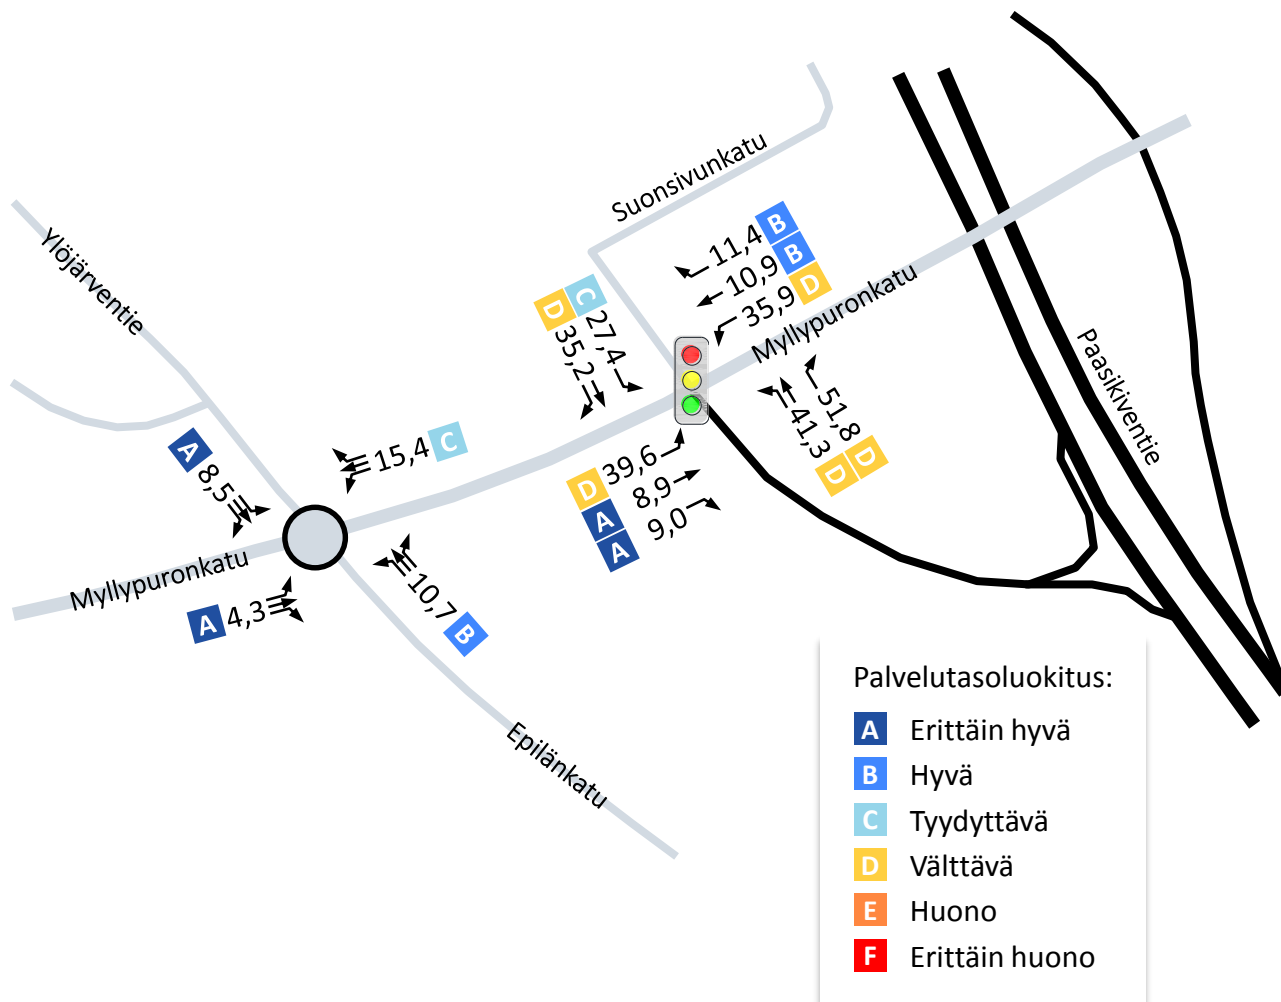 Suonsivunkatu
Ylöjärventie
11,4 B
10,9 B
35,9 D
Myllypuronkatu
Paasikiventie
C 27,4
D 35,2
51,8 D
41,3 D
15,4 C
A 8,5
D 39,6
A 8,9
A 9,0
Myllypuronkatu
A 4,3
10,7 B
Epilänkatu
Palvelutasoluokitus:
A Erittäin hyvä
B Hyvä
C Tyydyttävä
D Välttävä
E Huono
F Erittäin huono